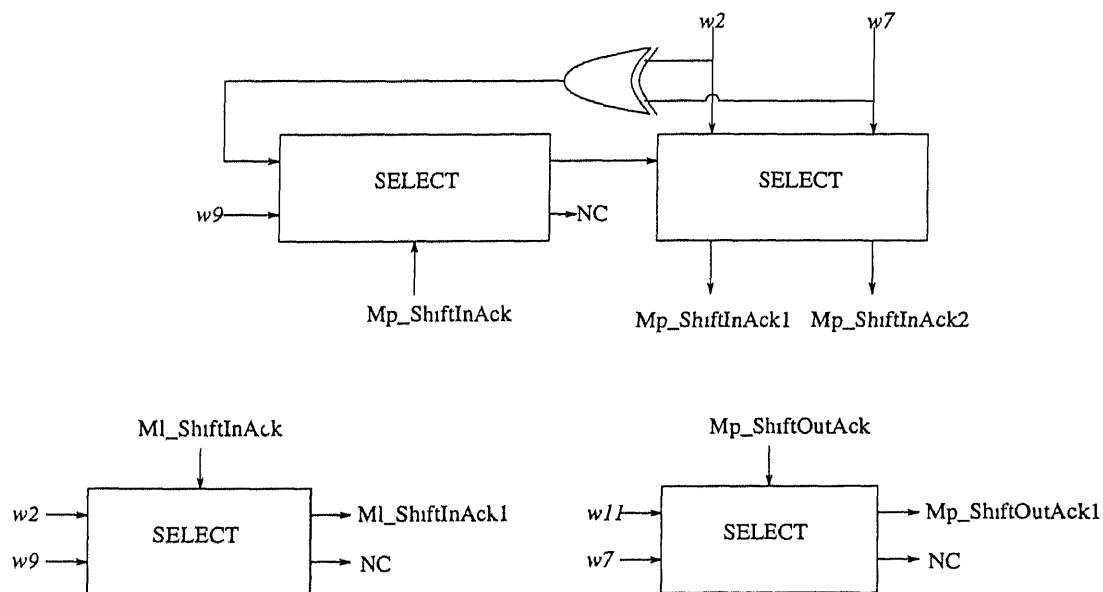 w2 w7
SELECT SELECT
w9 NC
Mp_ShiftInAck
Mp_ShiftInAck1 Mp_ShiftInAck2
Ml_ShiftInAck Mp_ShiftOutAck
w2 SELECT Ml_ShiftInAck1
w9 NC
w11 SELECT Mp_ShiftOutAck1
w7 NC